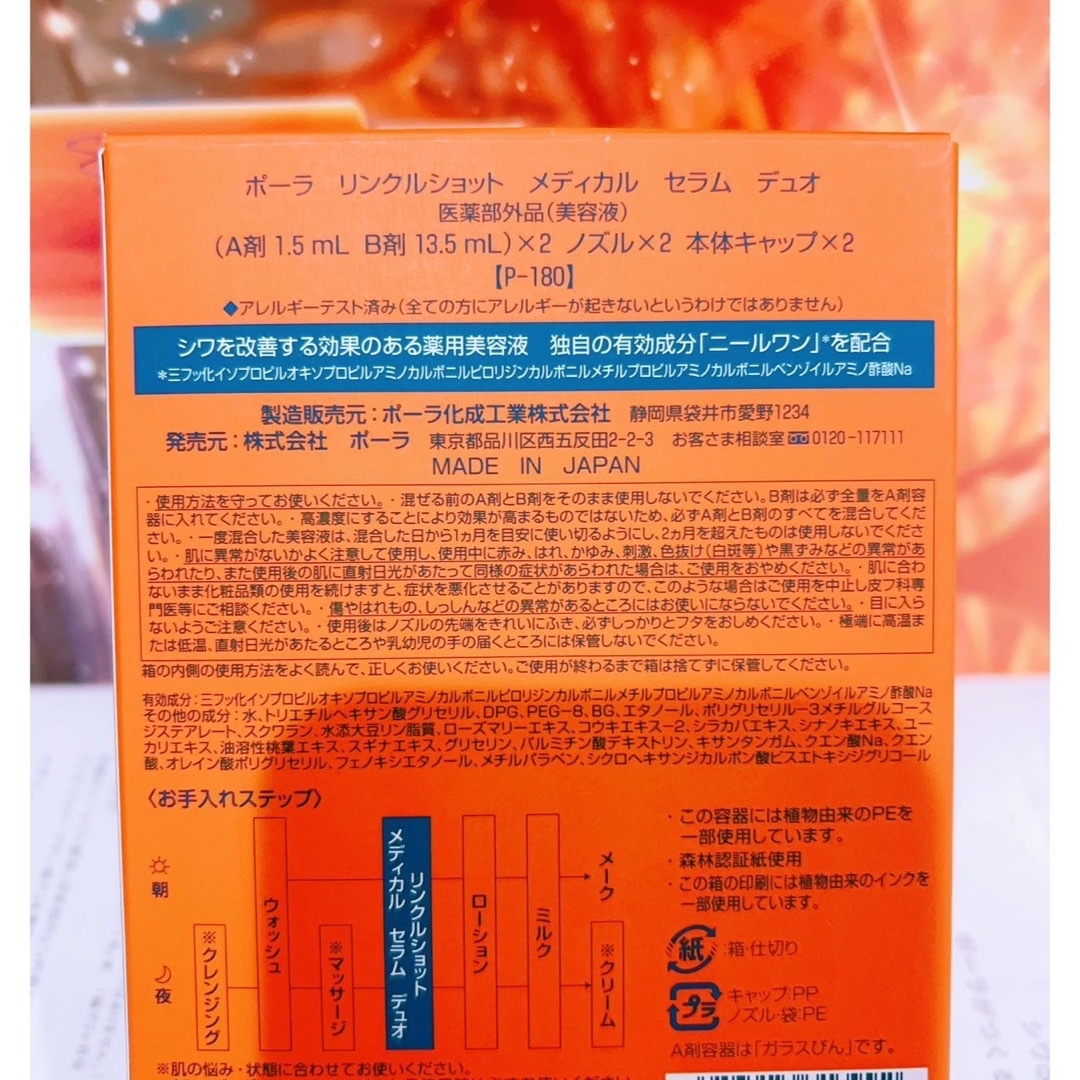 ポーラ リンクルショット メディカル セラム デュオ
医薬部外品(美容液)
(A剤 1.5 mL B剤 13.5 mL)×2 ノズル×2 本体キャップ×2
【P-180】
◆アレルギーテスト済み(全ての方にアレルギーが起きないというわけではありません)
シワを改善する効果のある薬用美容液 独自の有効成分「ニールワン」*を配合
*三フッ化イソプロピルオキソプロピルアミノカルボニルピロリジンカルボニルメチルプロピルアミノカルボニルベンゾイルアミノ酢酸Na
製造販売元:ポーラ化成工業株式会社 静岡県袋井市愛野1234
発売元:株式会社 ポーラ 東京都品川区西五反田2-2-3 お客さま相談室 0120-117111
MADE IN JAPAN
・使用方法を守ってお使いください。・混ぜる前のA剤とB剤をそのまま使用しないでください。B剤は必ず全量をA剤容
器に入れてください。・高濃度にすることにより効果が高まるものではないため、必ずA剤とB剤のすべてを混合してくだ
さい。・一度混合した美容液は、混合した日から1ヵ月を目安に使い切るようにし、2ヵ月を超えたものは使用しないでくだ
さい。・肌に異常がないかよく注意して使用し、使用中に赤み、はれ、かゆみ、刺激、色抜け(白斑等)や黒ずみなどの異常があ
らわれたり、また使用後の肌に直射日光があたって同様の症状があらわれた場合は、ご使用をおやめください。・肌に合わ
ないまま化粧品類の使用を続けますと、症状を悪化させることがありますので、このような場合はご使用を中止し皮フ科専
門医等にご相談ください。・傷やはれもの、しっしんなどの異常があるところにはお使いにならないでください。・目に入ら
ないようご注意ください。・使用後はノズルの先端をきれいにふき、必ずしっかりとフタをおしめください。・極端に高温ま
たは低温、直射日光があたるところや乳幼児の手の届くところには保管しないでください。
箱の内側の使用方法をよく読んで、正しくお使いください。ご使用が終わるまで箱は捨てずに保管してください。
有効成分:三フッ化イソプロピルオキソプロピルアミノカルボニルピロリジンカルボニルメチルプロピルアミノカルボニルベンゾイルアミノ酢酸Na
その他の成分:水、トリエチルヘキサン酸グリセリル、DPG、PEG-8、BG、エタノール、ポリグリセリル-3メチルグルコース
ジステアレート、スクワラン、水添大豆リン脂質、ローズマリーエキス、コウキエキス-2、シラカバエキス、シナノキエキス、ユー
カリエキス、油溶性桃葉エキス、スギナエキス、グリセリン、パルミチン酸デキストリン、キサンタンガム、クエン酸Na、クエン
酸、オレイン酸ポリグリセリル、フェノキシエタノール、メチルパラベン、シクロヘキサンジカルボン酸ビスエトキシジグリコール
〈お手入れステップ〉
朝
夜
※クレンジング
ウォッシュ
※マッサージ
リンクルショット
メディカル セラム デュオ
ローション
ミルク
メーク
※クリーム
※肌の悩み・状態に合わせてお使いください。
・この容器には植物由来のPEを
一部使用しています。
・森林認証紙使用
・この箱の印刷には植物由来のインクを
一部使用しています。
紙 :箱・仕切り
プラ キャップ:PP
ノズル・袋:PE
A剤容器は「ガラスびん」です。